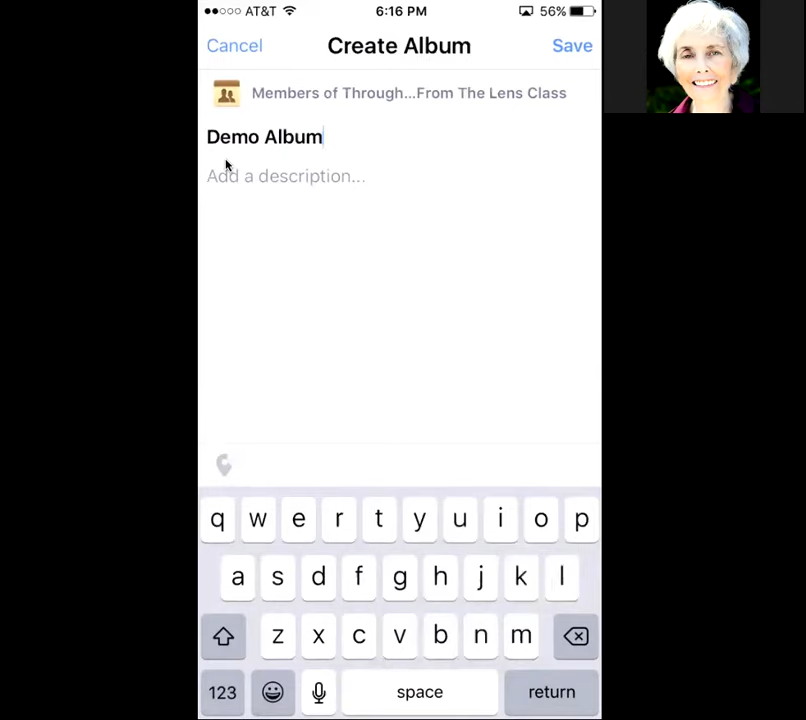 AT&T 6:16 PM 56%
Cancel Create Album Save
Members of Through...From The Lens Class
Demo Album
Add a description...
q w e r t y u i o p
a s d f g h j k l
z x c v b n m
123 space return